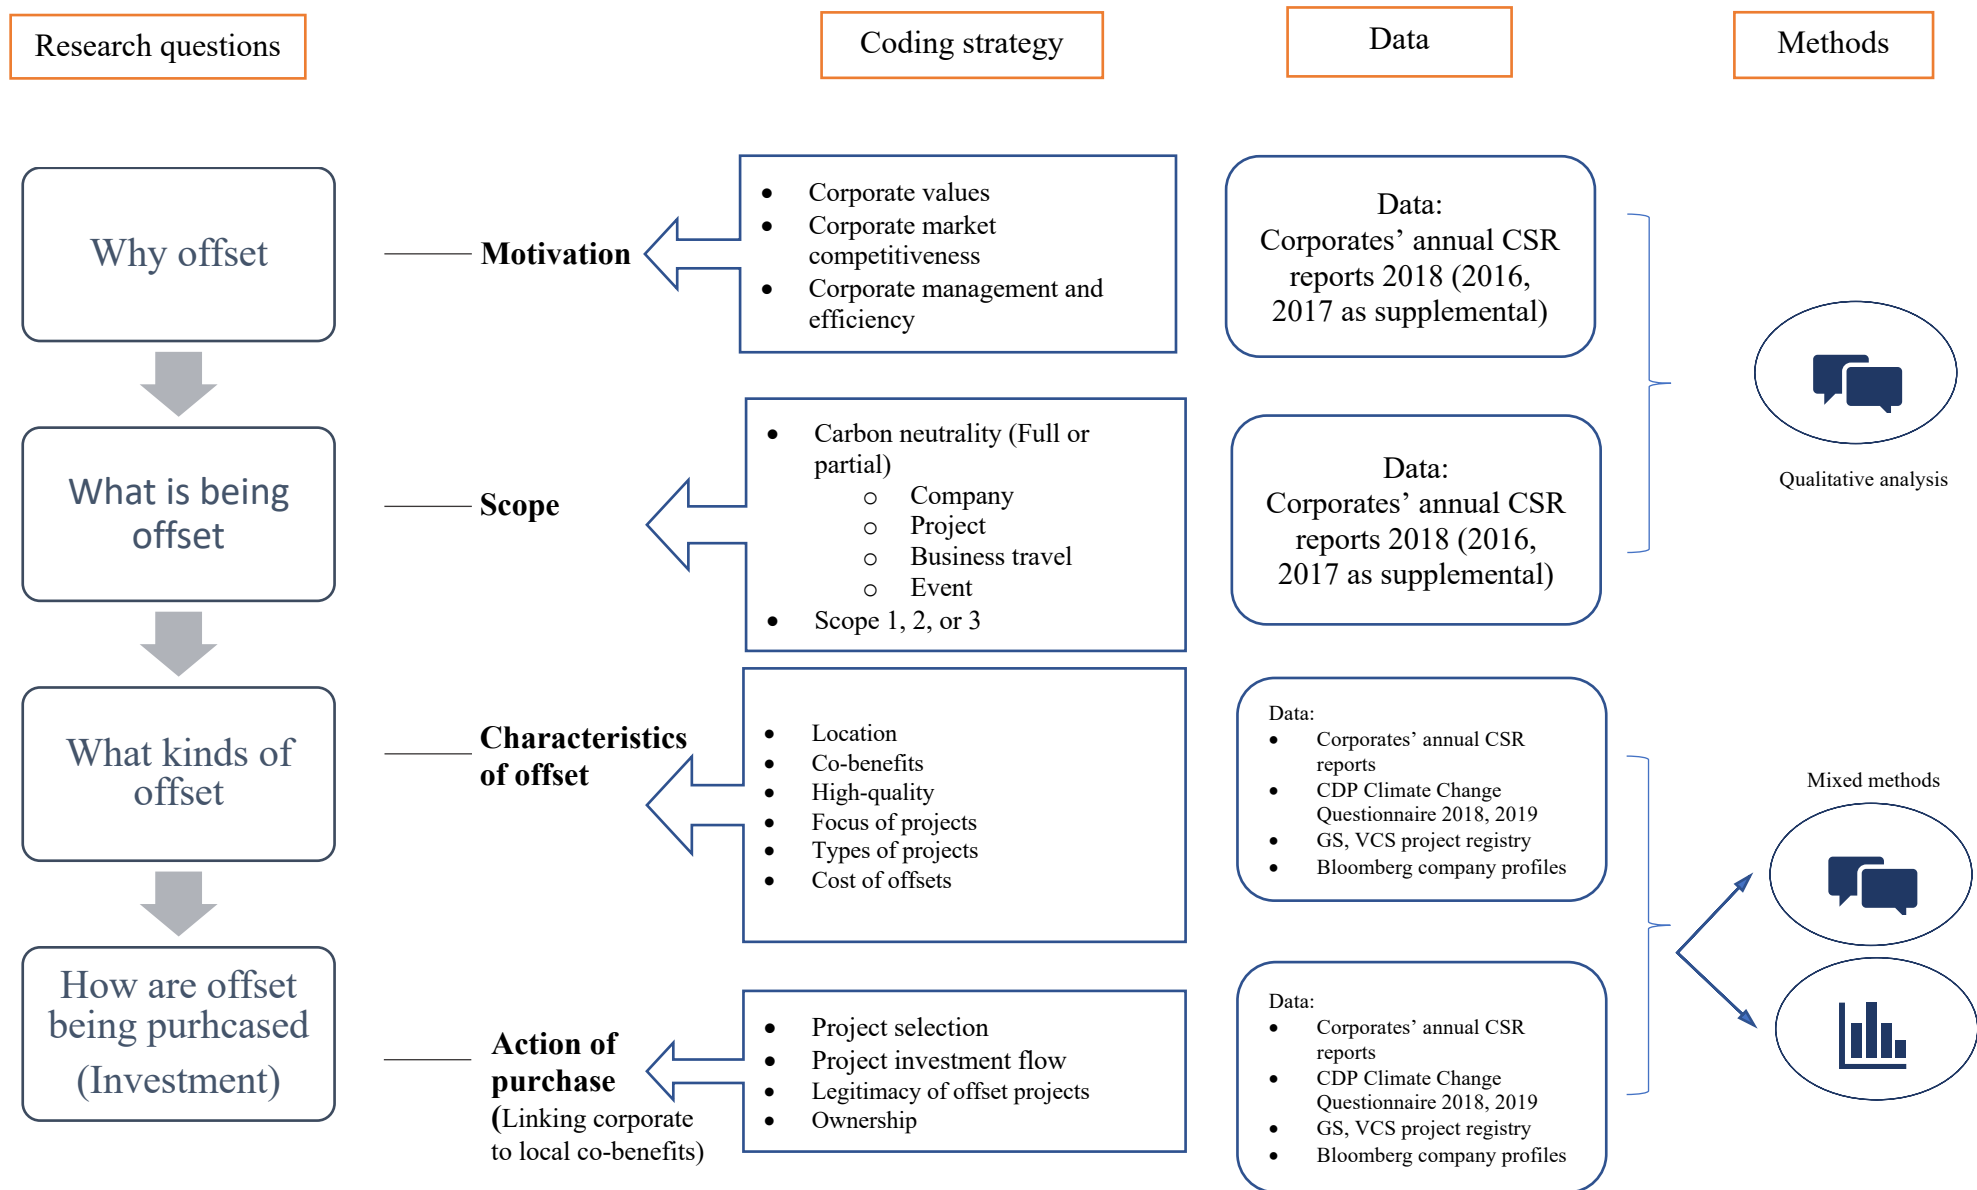 Research questions
Coding strategy
Data
Methods
Why offset
Motivation
• Corporate values
• Corporate market
competitiveness
• Corporate management and
efficiency
Data:
Corporates’ annual CSR
reports 2018 (2016,
2017 as supplemental)
Qualitative analysis
What is being
offset
Scope
• Carbon neutrality (Full or
partial)
o Company
o Project
o Business travel
o Event
• Scope 1, 2, or 3
Data:
Corporates’ annual CSR
reports 2018 (2016,
2017 as supplemental)
What kinds of
offset
Characteristics
of offset
• Location
• Co-benefits
• High-quality
• Focus of projects
• Types of projects
• Cost of offsets
Data:
• Corporates’ annual CSR
reports
• CDP Climate Change
Questionnaire 2018, 2019
• GS, VCS project registry
• Bloomberg company profiles
Mixed methods
How are offset
being purhcased
(Investment)
Action of
purchase
(Linking corporate
to local co-benefits)
• Project selection
• Project investment flow
• Legitimacy of offset projects
• Ownership
Data:
• Corporates’ annual CSR
reports
• CDP Climate Change
Questionnaire 2018, 2019
• GS, VCS project registry
• Bloomberg company profiles